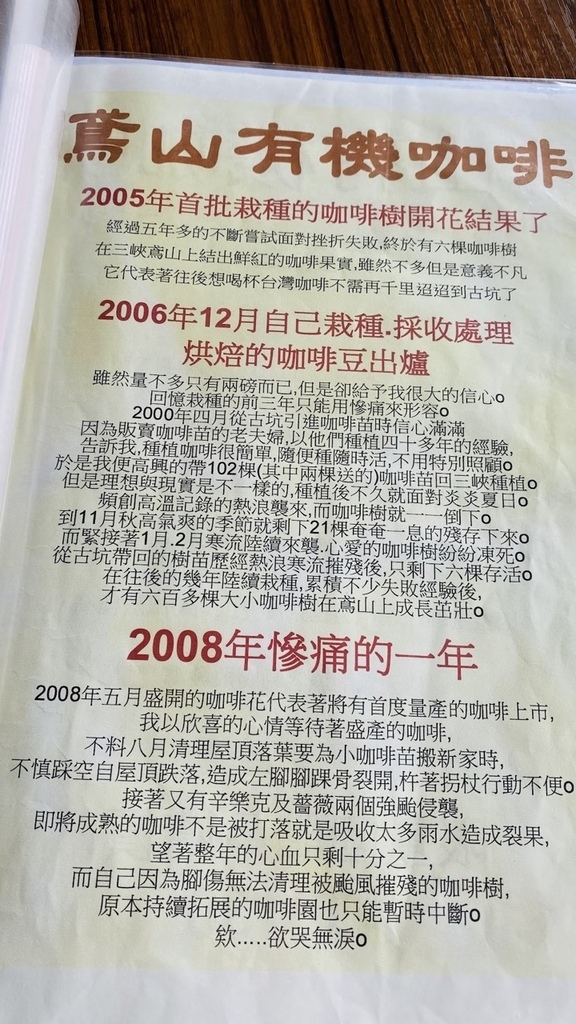 鳶山有機咖啡
2005年首批栽種的咖啡樹開花結果了
經過五年多的不斷嘗試面對挫折失敗,終於有六棵咖啡樹
在三峽鳶山上結出鮮紅的咖啡果實,雖然不多但是意義不凡
它代表著往後想喝杯台灣咖啡不需再千里迢迢到古坑了
2006年12月自己栽種.採收處理
烘焙的咖啡豆出爐
雖然量不多只有兩磅而已,但是卻給予我很大的信心o
回憶栽種的前三年只能用慘痛來形容o
2000年四月從古坑引進咖啡苗時信心滿滿
因為販賣咖啡苗的老夫婦,以他們種植四十多年的經驗,
告訴我,種植咖啡很簡單,隨便種隨時活,不用特別照顧o
於是我便高興的帶102棵(其中兩棵送的)咖啡苗回三峽種植o
但是理想與現實是不一樣的,種植後不久就面對炎炎夏日o
頻創高溫記錄的熱浪襲來,而咖啡樹就一一倒下o
到11月秋高氣爽的季節就剩下21棵奄奄一息的殘存下來o
而緊接著1月.2月寒流陸續來襲.心愛的咖啡樹紛紛凍死o
從古坑帶回的樹苗歷經熱浪寒流摧殘後,只剩下六棵存活o
在往後的幾年陸續栽種,累積不少失敗經驗後,
才有六百多棵大小咖啡樹在鳶山上成長茁壯o
2008年慘痛的一年
2008年五月盛開的咖啡花代表著將有首度量產的咖啡上市,
我以欣喜的心情等待著盛產的咖啡,
不料八月清理屋頂落葉要為小咖啡苗搬新家時,
不慎踩空自屋頂跌落,造成左腳腳踝骨裂開,杵著拐杖行動不便o
接著又有辛樂克及薔薇兩個強颱侵襲,
即將成熟的咖啡不是被打落就是吸收太多雨水造成裂果,
望著整年的心血只剩十分之一,
而自己因為腳傷無法清理被颱風摧殘的咖啡樹,
原本持續拓展的咖啡園也只能暫時中斷o
欸.....欲哭無淚o